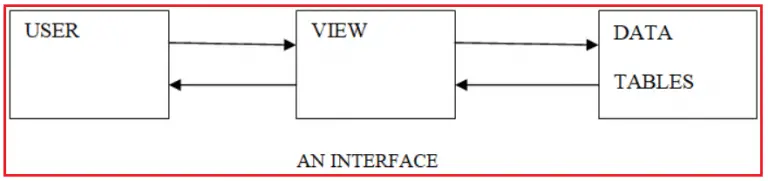 USER
VIEW
DATA
TABLES
AN INTERFACE